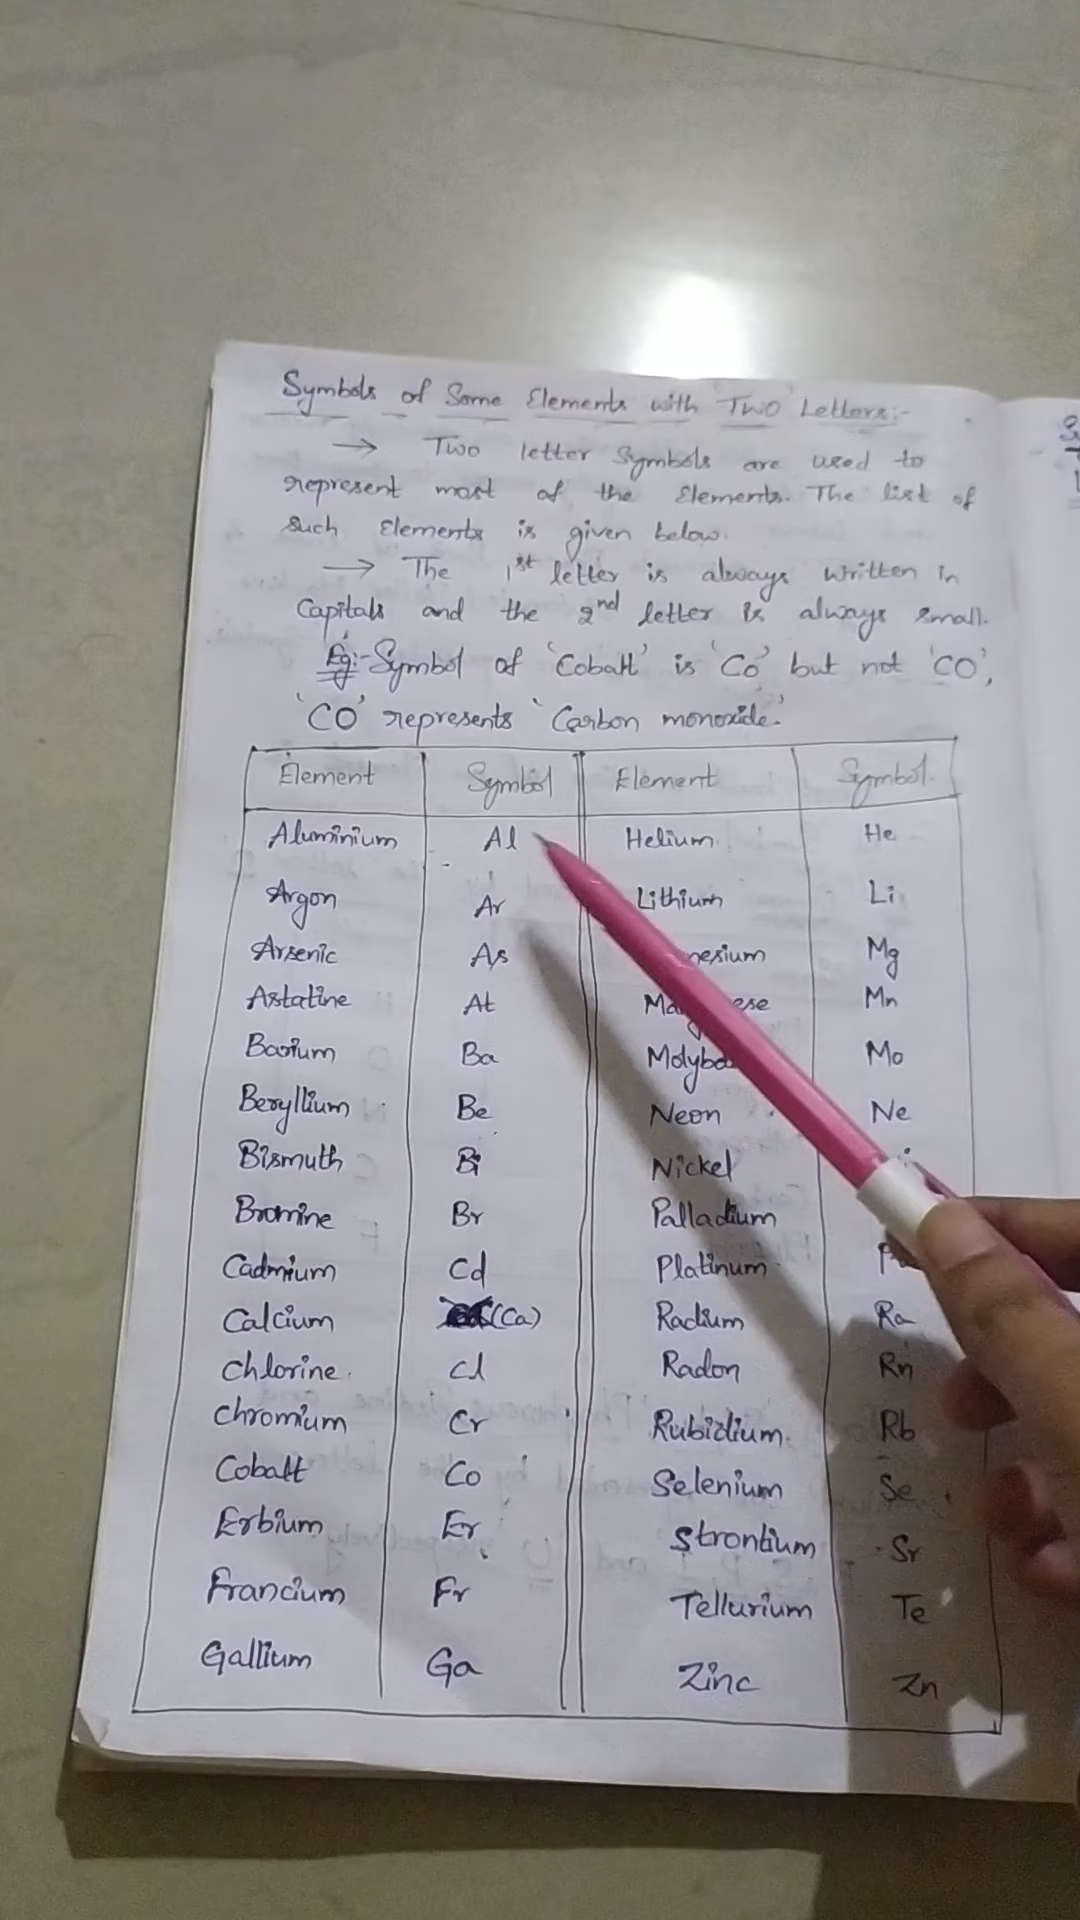 Symbols of Some Elements with TWO Letters:-
→ Two letter Symbols are used to
represent most of the Elements. The list of
such Elements is given below.
→ The 1st letter is always written in
Capitals and the 2nd letter is always small.
Eg:- Symbol of 'Cobalt' is 'Co' but not 'CO',
'CO' represents 'Carbon monoxide.'
Element Symbol Element Symbol.
Aluminium Al Helium He
Argon Ar Lithium Li
Arsenic As nesium Mg
Astatine At Ma ese Mn
Barium Ba Molyb Mo
Beryllium Be Neon Ne
Bismuth Bi Nickel
Bromine Br Palladium
Cadmium Cd Platinum P
Calcium (Ca) Radium Ra
Chlorine Cl Radon Rn
Chromium Cr Rubidium Rb
Cobalt Co Selenium Se
Erbium Er Strontium Sr
Francium Fr Tellurium Te
Gallium Ga Zinc Zn